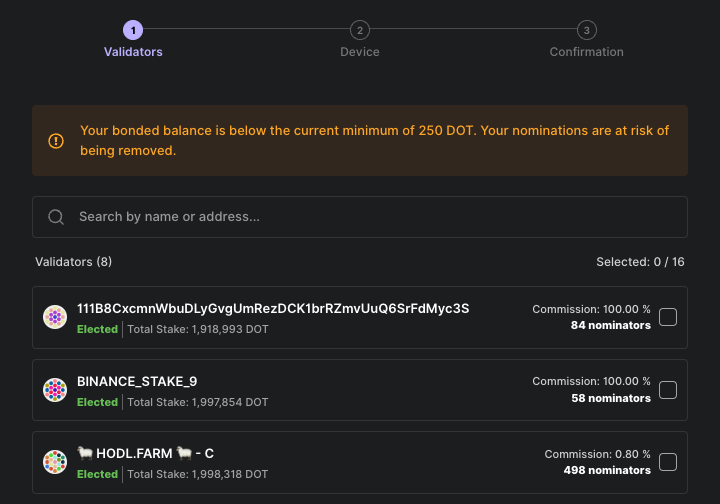 1 2 3
Validators Device Confirmation
Your bonded balance is below the current minimum of 250 DOT. Your nominations are at risk of
being removed.
Search by name or address...
Validators (8) Selected: 0 / 16
111B8CxcmnWbuDLyGvgUmRezDCK1brRZmvUuQ6SrFdMyc3S Commission: 100.00 %
Elected Total Stake: 1,918,993 DOT 84 nominators
BINANCE_STAKE_9 Commission: 100.00 %
Elected Total Stake: 1,997,854 DOT 58 nominators
🐑 HODL.FARM 🐑 - C Commission: 0.80 %
Elected Total Stake: 1,998,318 DOT 498 nominators